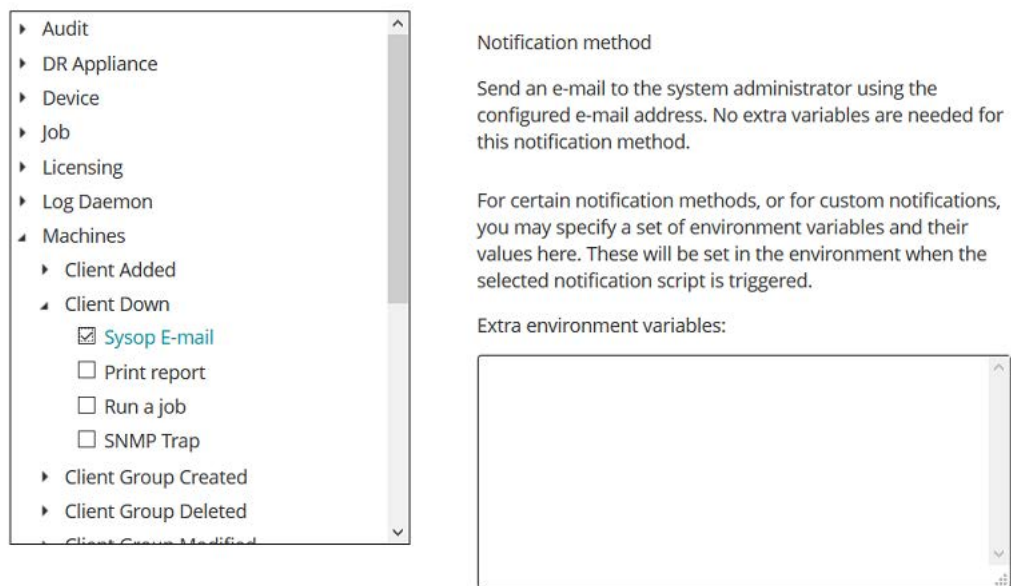 Audit
DR Appliance
Device
Job
Licensing
Log Daemon
Machines
Client Added
Client Down
Sysop E-mail
Print report
Run a job
SNMP Trap
Client Group Created
Client Group Deleted
Client Group Modified
Notification method
Send an e-mail to the system administrator using the
configured e-mail address. No extra variables are needed for
this notification method.
For certain notification methods, or for custom notifications,
you may specify a set of environment variables and their
values here. These will be set in the environment when the
selected notification script is triggered.
Extra environment variables: